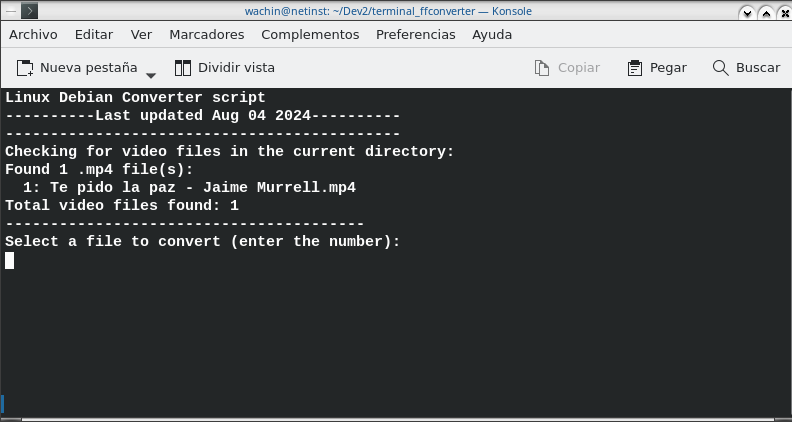 wachin@netinst: ~/Dev2/terminal_ffconverter — Konsole
Archivo Editar Ver Marcadores Complementos Preferencias Ayuda
Nueva pestaña Dividir vista Copiar Pegar Buscar
Linux Debian Converter script
----------Last updated Aug 04 2024----------
--------------------------------------------
Checking for video files in the current directory:
Found 1 .mp4 file(s):
  1: Te pido la paz - Jaime Murrell.mp4
Total video files found: 1
----------------------------------------
Select a file to convert (enter the number):